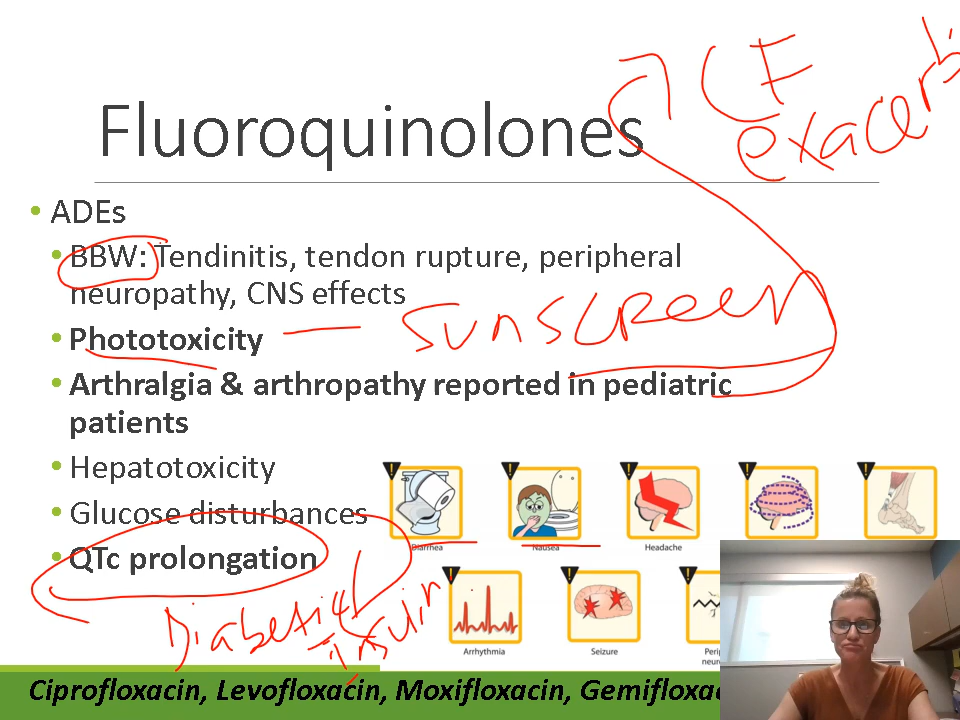 CF
exacerb
Fluoroquinolones
ADEs
BBW: Tendinitis, tendon rupture, peripheral
neuropathy, CNS effects
Phototoxicity
sunscreen
Arthralgia & arthropathy reported in pediatric
patients
Hepatotoxicity
Glucose disturbances
QTc prolongation
Diarrhea
Nausea
Headache
Diabetic
insulin
Arrhythmia
Seizure
Ciprofloxacin, Levofloxacin, Moxifloxacin, Gemifloxac